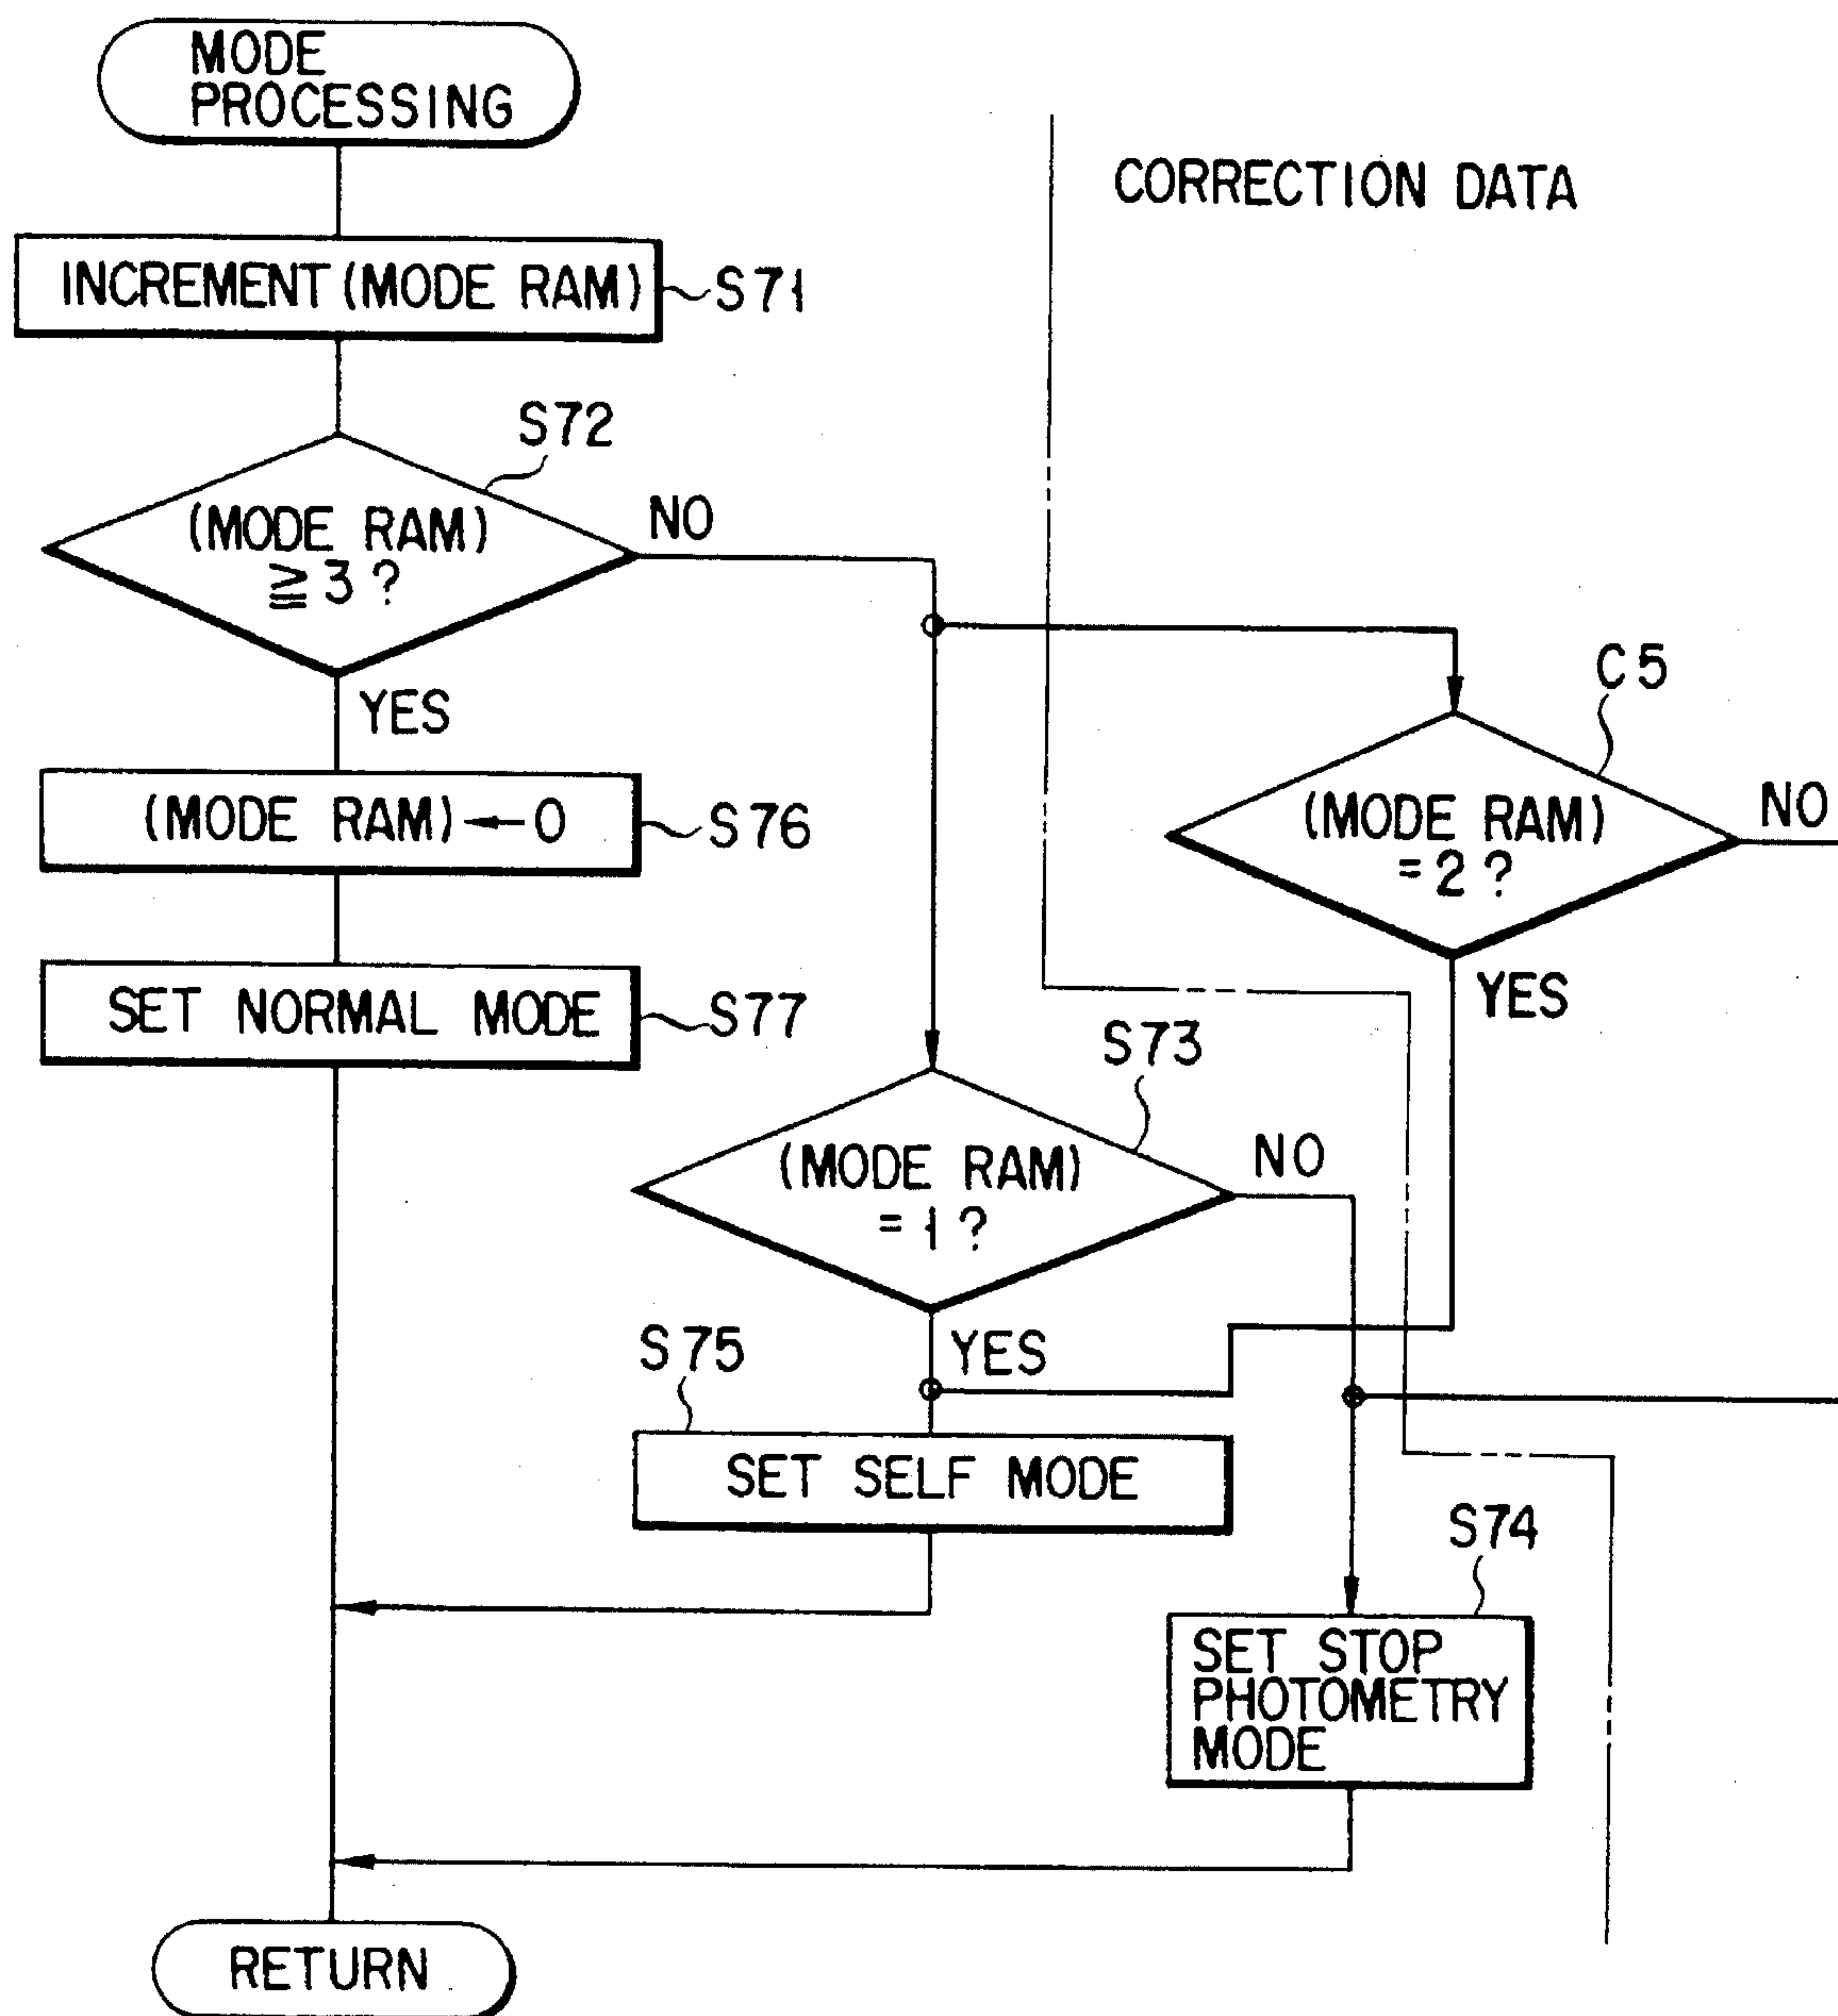 MODE
PROCESSING
CORRECTION DATA
INCREMENT (MODE RAM)
S71
S72
(MODE RAM)
≧ 3 ?
NO
YES
C5
(MODE RAM)
= 2 ?
NO
YES
(MODE RAM) ← 0
S76
SET NORMAL MODE
S77
S73
(MODE RAM)
= 1 ?
NO
YES
S75
SET SELF MODE
S74
SET STOP
PHOTOMETRY
MODE
RETURN